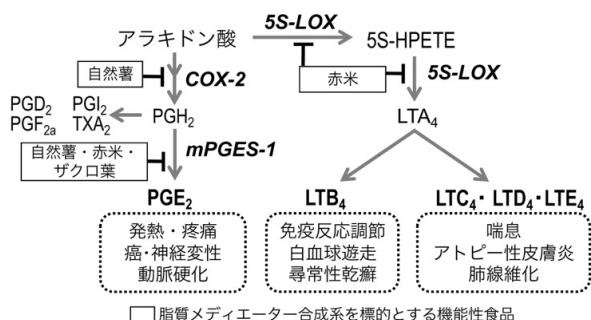 アラキドン酸
5S-LOX
5S-HPETE
自然薯
COX-2
赤米
5S-LOX
PGD2 PGI2
PGF2a TXA2
PGH2
LTA4
自然薯・赤米・
ザクロ葉
mPGES-1
PGE2
LTB4
LTC4・LTD4・LTE4
発熱・疼痛
癌・神経変性
動脈硬化
免疫反応調節
白血球遊走
尋常性乾癬
喘息
アトピー性皮膚炎
肺線維化
脂質メディエーター合成系を標的とする機能性食品